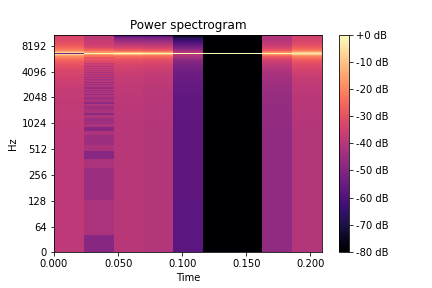 Power spectrogram
8192
4096
2048
1024
512
256
128
64
0
Hz
0.000 0.050 0.100 0.150 0.200
Time
+0 dB
-10 dB
-20 dB
-30 dB
-40 dB
-50 dB
-60 dB
-70 dB
-80 dB